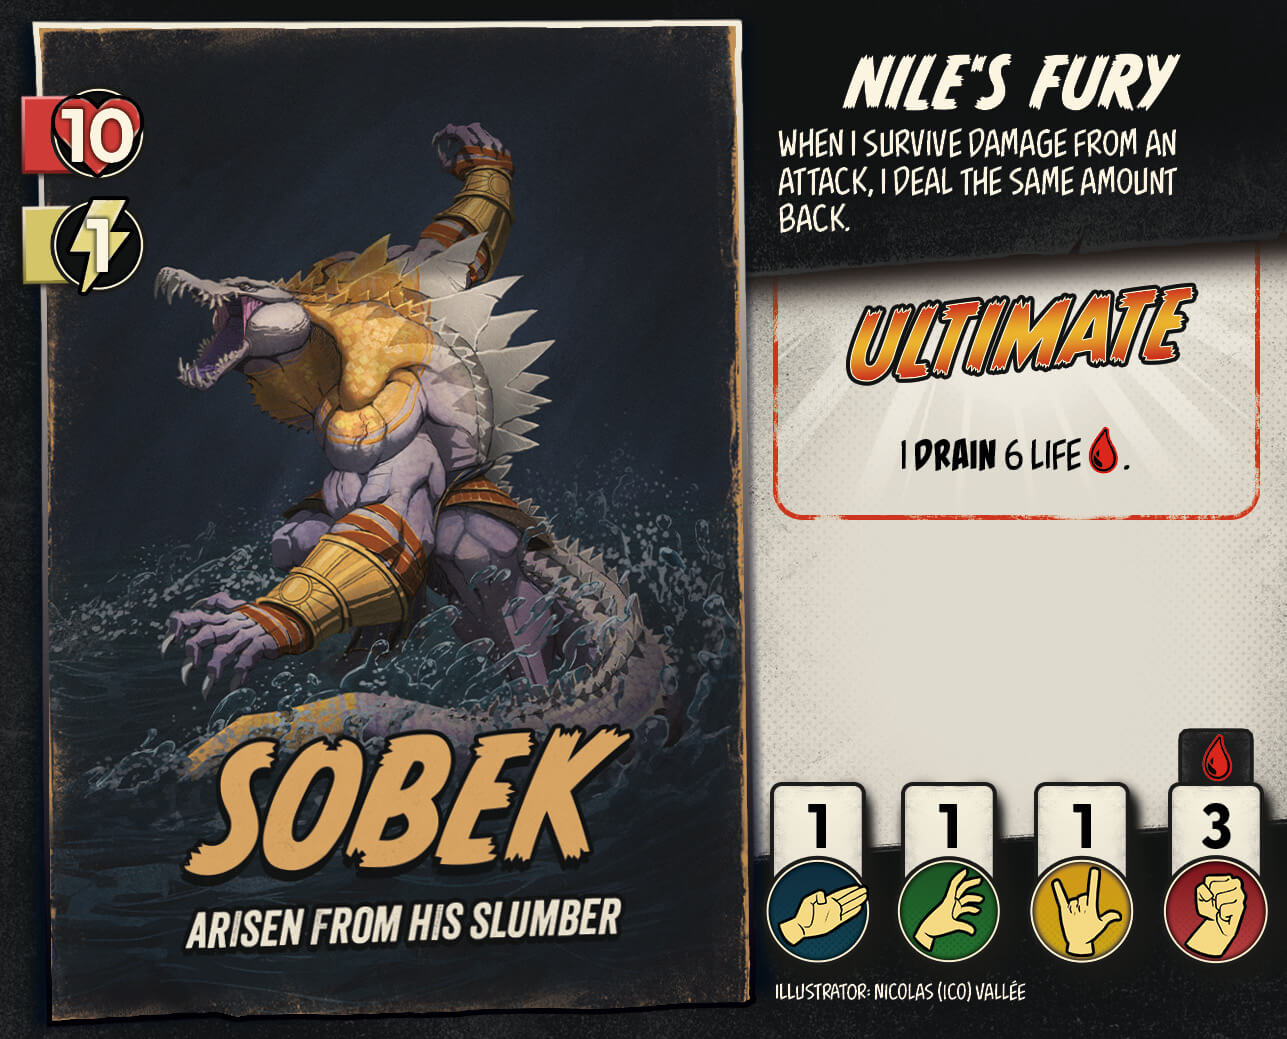 10
1
SOBEK
ARISEN FROM HIS SLUMBER
NILE'S FURY
WHEN I SURVIVE DAMAGE FROM AN
ATTACK, I DEAL THE SAME AMOUNT
BACK.
ULTIMATE
I DRAIN 6 LIFE .
1 1 1 3
ILLUSTRATOR: NICOLAS (ICO) VALLÉE